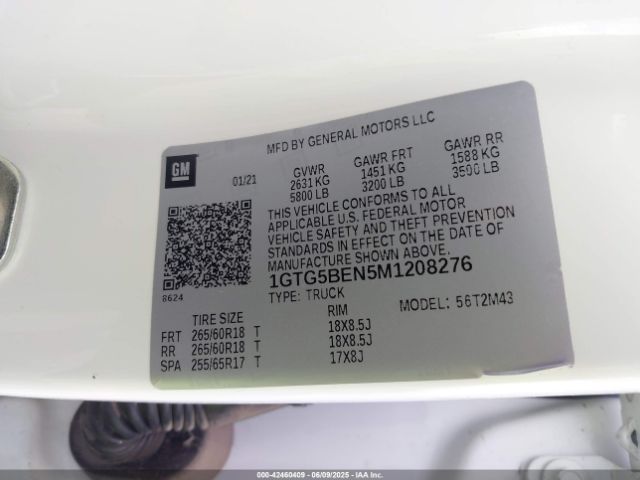 MFD BY GENERAL MOTORS LLC
GM
01/21
GVWR GAWR FRT GAWR RR
2631 KG 1451 KG 1588 KG
5800 LB 3200 LB 3500 LB
THIS VEHICLE CONFORMS TO ALL
APPLICABLE U.S. FEDERAL MOTOR
VEHICLE SAFETY AND THEFT PREVENTION
STANDARDS IN EFFECT ON THE DATE OF
MANUFACTURE SHOWN ABOVE.
8624
1GTG5BEN5M1208276
TYPE: TRUCK MODEL: 56T2M43
TIRE SIZE RIM
FRT 265/60R18 T 18X8.5J
RR 265/60R18 T 18X8.5J
SPA 255/65R17 T 17X8J
000-42460409 - 06/09/2025 - IAAI.COM